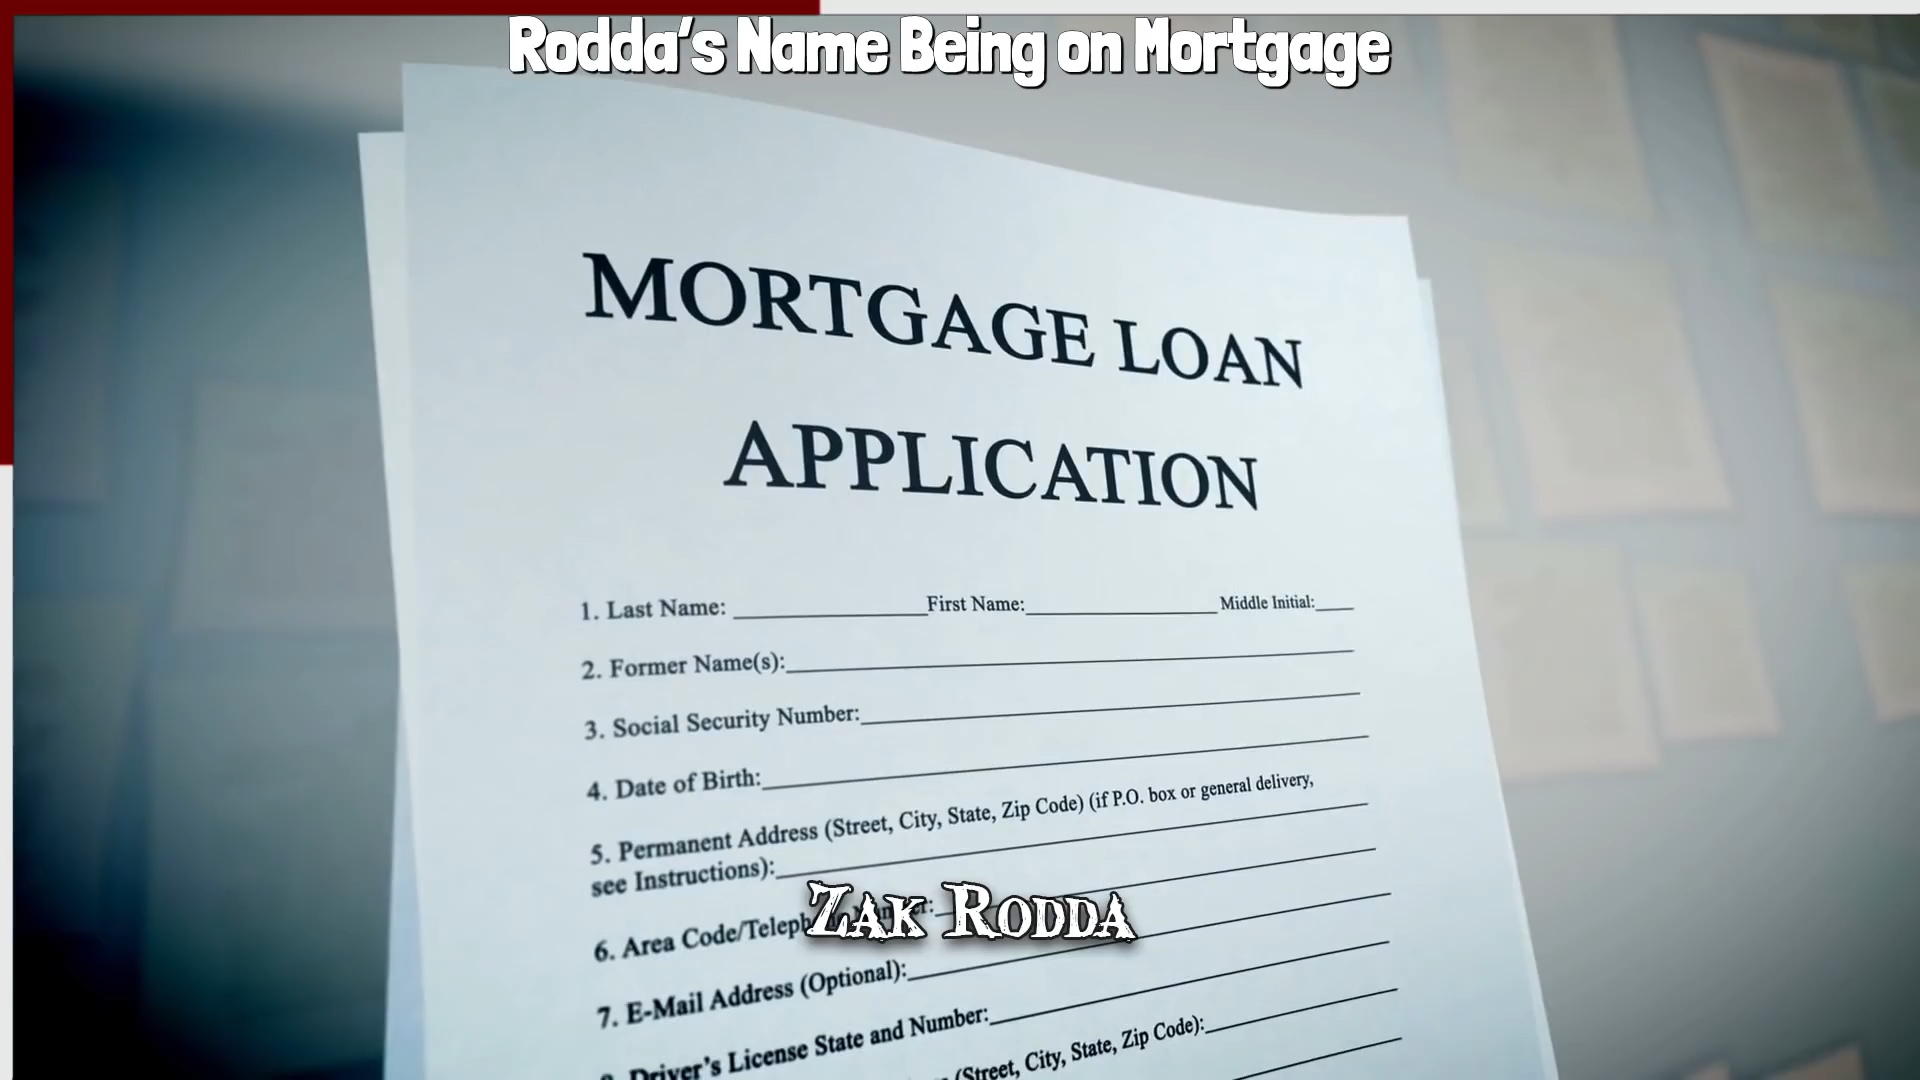 Rodda's Name Being on Mortgage
MORTGAGE LOAN
APPLICATION
1. Last Name: First Name: Middle Initial:
2. Former Name(s):
3. Social Security Number:
4. Date of Birth:
5. Permanent Address (Street, City, State, Zip Code) (if P.O. box or general delivery,
see Instructions):
6. Area Code/Telephone Number:
Zak Rodda
7. E-Mail Address (Optional):
Driver's License State and Number:
(Street, City, State, Zip Code):